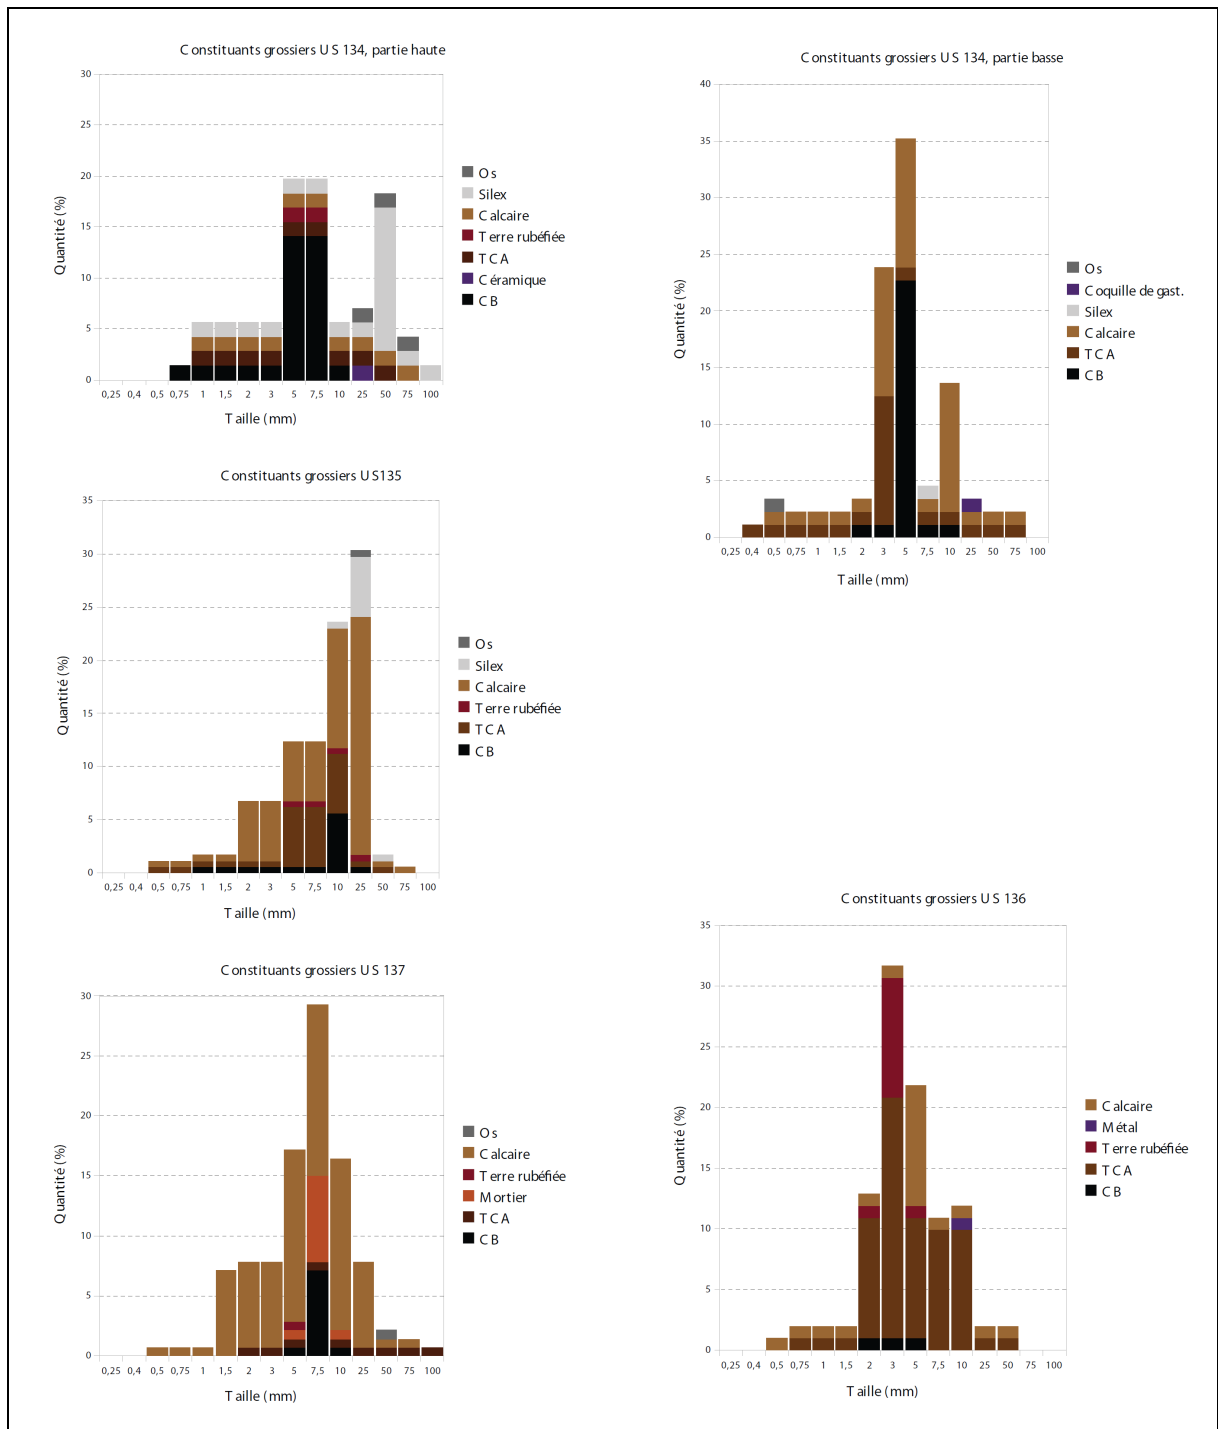 Constituants grossiers US 134, partie haute
30
25
20
15
10
5
0
Quantité (%)
0,25 0,4 0,5 0,75 1 1,5 2 3 5 7,5 10 25 50 75 100
Taille (mm)
Os
Silex
Calcaire
Terre rubéfiée
TCA
Céramique
CB
Constituants grossiers US 134, partie basse
40
35
30
25
20
15
10
5
0
Quantité (%)
0,25 0,4 0,5 0,75 1 1,5 2 3 5 7,5 10 25 50 75 100
Taille (mm)
Os
Coquille de gast.
Silex
Calcaire
TCA
CB
Constituants grossiers US135
35
30
25
20
15
10
5
0
Quantité (%)
0,25 0,4 0,5 0,75 1 1,5 2 3 5 7,5 10 25 50 75 100
Taille (mm)
Os
Silex
Calcaire
Terre rubéfiée
TCA
CB
Constituants grossiers US 136
35
30
25
20
15
10
5
0
Quantité (%)
0,25 0,4 0,5 0,75 1 1,5 2 3 5 7,5 10 25 50 75 100
Taille (mm)
Calcaire
Métal
Terre rubéfiée
TCA
CB
Constituants grossiers US 137
30
25
20
15
10
5
0
Quantité (%)
0,25 0,4 0,5 0,75 1 1,5 2 3 5 7,5 10 25 50 75 100
Taille (mm)
Os
Calcaire
Terre rubéfiée
Mortier
TCA
CB